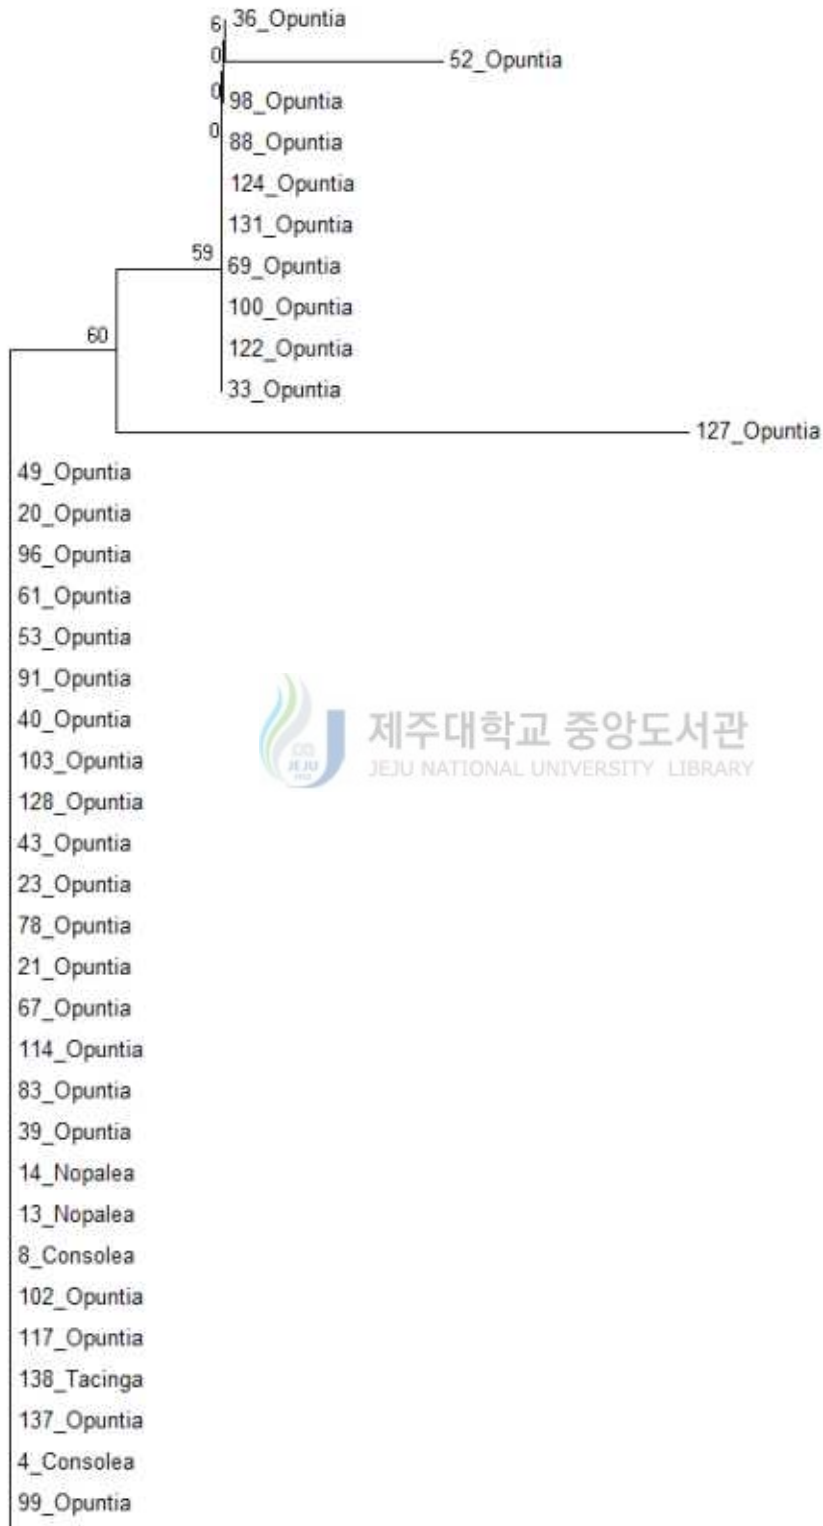 6
36_Opuntia
0
52_Opuntia
0
98_Opuntia
0
88_Opuntia
124_Opuntia
131_Opuntia
59
69_Opuntia
100_Opuntia
122_Opuntia
60
33_Opuntia
127_Opuntia
49_Opuntia
20_Opuntia
96_Opuntia
61_Opuntia
53_Opuntia
91_Opuntia
40_Opuntia
103_Opuntia
128_Opuntia
43_Opuntia
23_Opuntia
78_Opuntia
21_Opuntia
67_Opuntia
114_Opuntia
83_Opuntia
39_Opuntia
14_Nopalea
13_Nopalea
8_Consolea
102_Opuntia
117_Opuntia
138_Tacinga
137_Opuntia
4_Consolea
99_Opuntia
제주대학교 중앙도서관
JEJU NATIONAL UNIVERSITY LIBRARY
JEJU
1952